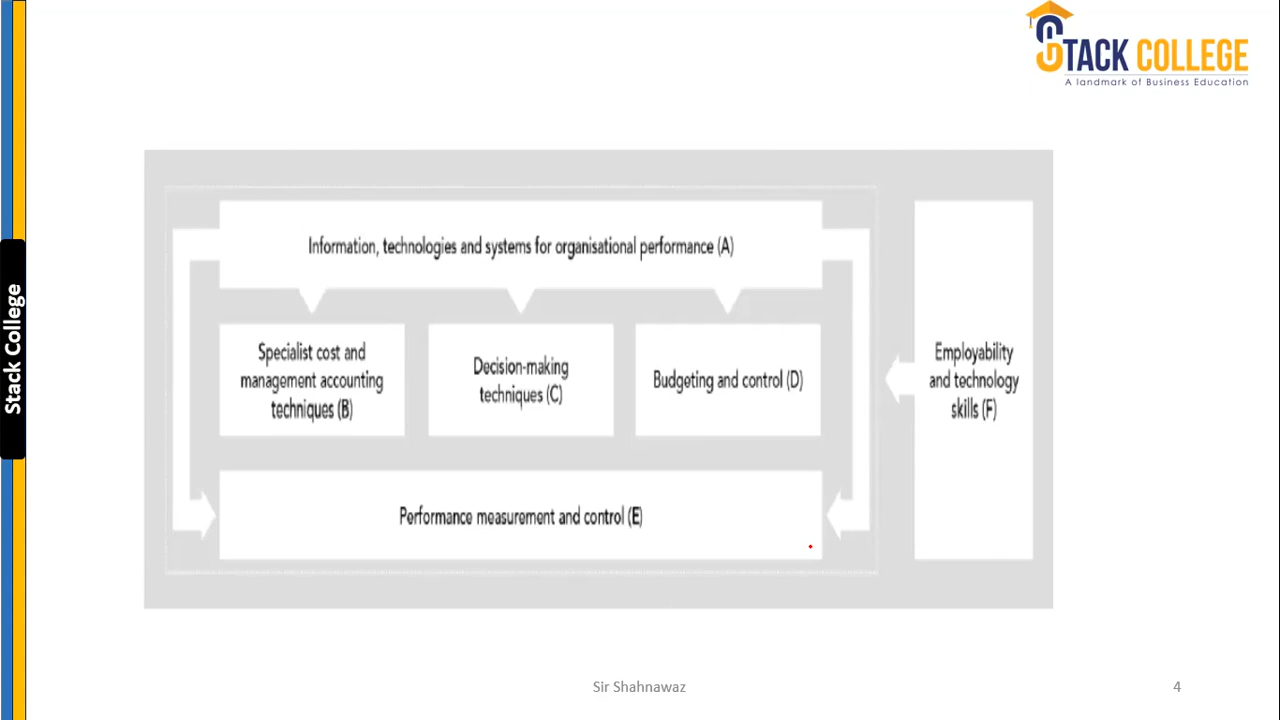 STACK COLLEGE
A landmark of Business Education
Stack College
Information, technologies and systems for organisational performance (A)
Specialist cost and
management accounting
techniques (B)
Decision-making
techniques (C)
Budgeting and control (D)
Employability
and technology
skills (F)
Performance measurement and control (E)
Sir Shahnawaz
4